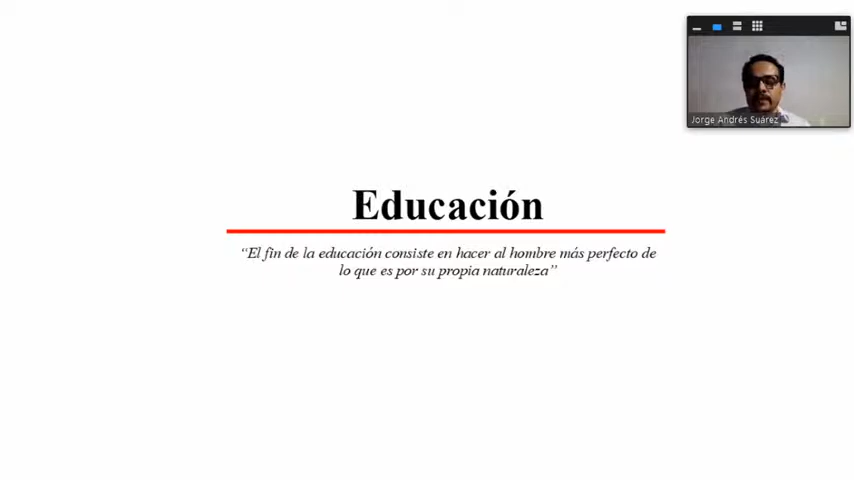 Jorge Andrés Suárez
Educación
“El fin de la educación consiste en hacer al hombre más perfecto de
lo que es por su propia naturaleza”